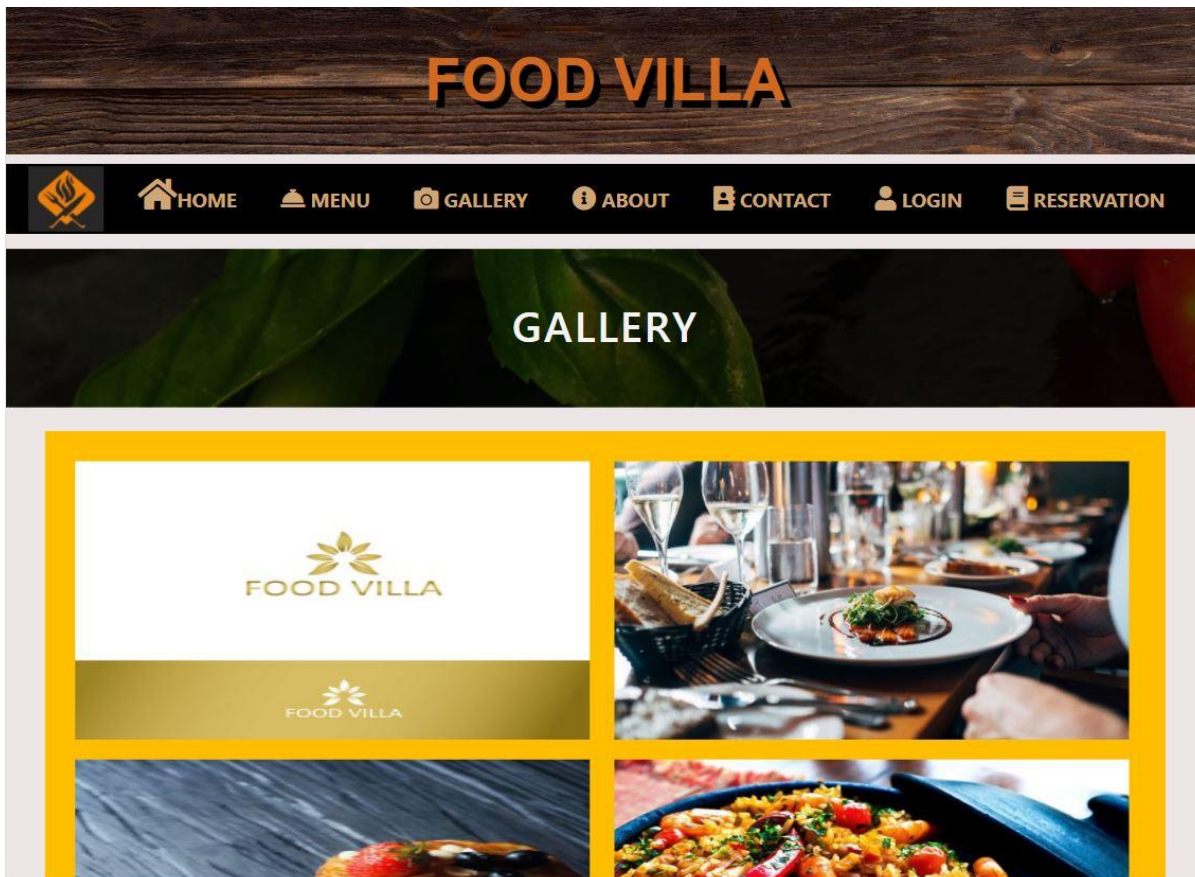 FOOD VILLA
HOME MENU GALLERY ABOUT CONTACT LOGIN RESERVATION
GALLERY
FOOD VILLA
FOOD VILLA